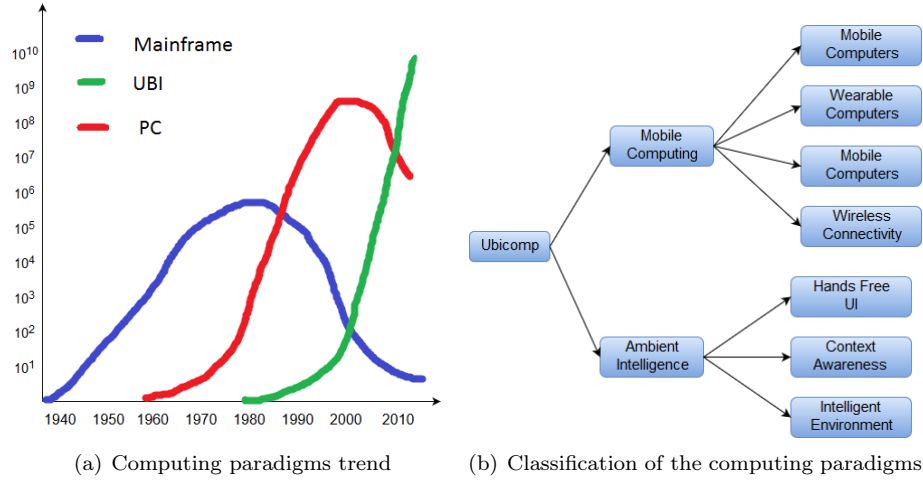 10^10
10^9
10^8
10^7
10^6
10^5
10^4
10^3
10^2
10^1
Mainframe
UBI
PC
1940 1950 1960 1970 1980 1990 2000 2010
(a) Computing paradigms trend
Ubicomp
Mobile
Computing
Ambient
Intelligence
Mobile
Computers
Wearable
Computers
Mobile
Computers
Wireless
Connectivity
Hands Free
UI
Context
Awareness
Intelligent
Environment
(b) Classification of the computing paradigms